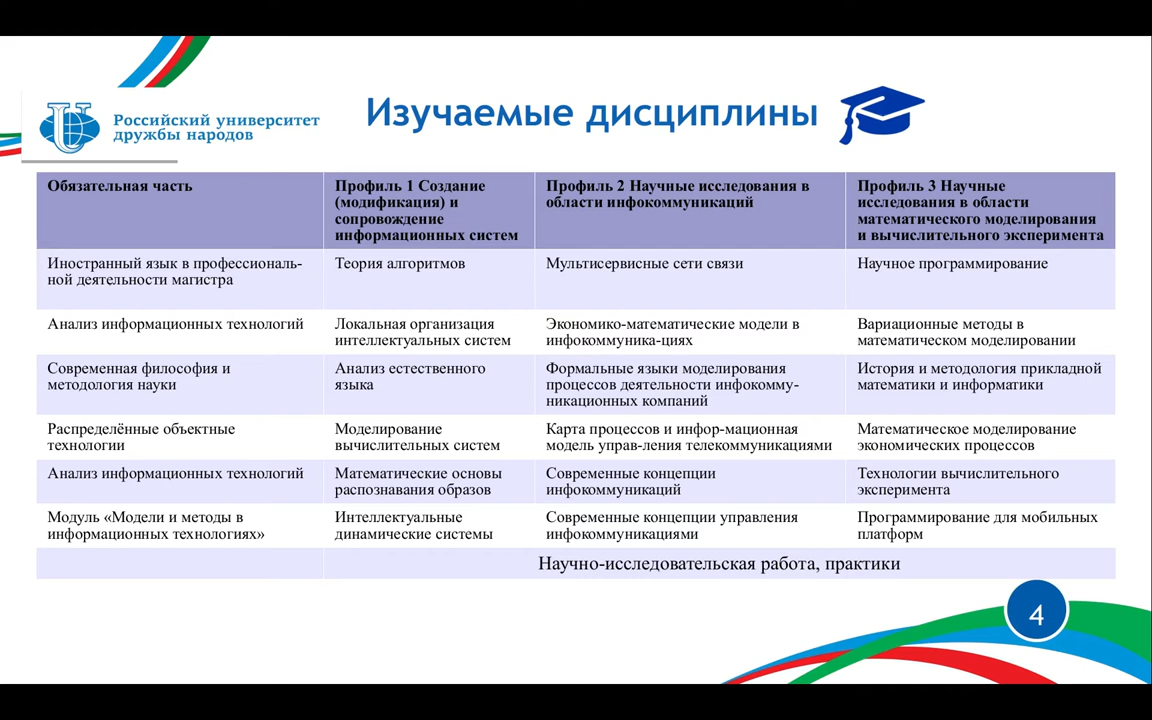 Российский университет
дружбы народов
Изучаемые дисциплины
Обязательная часть
Профиль 1 Создание
(модификация) и
сопровождение
информационных систем
Профиль 2 Научные исследования в
области инфокоммуникаций
Профиль 3 Научные
исследования в области
математического моделирования
и вычислительного эксперимента
Иностранный язык в профессиональ-
ной деятельности магистра
Теория алгоритмов
Мультисервисные сети связи
Научное программирование
Анализ информационных технологий
Локальная организация
интеллектуальных систем
Экономико-математические модели в
инфокоммуника-циях
Вариационные методы в
математическом моделировании
Современная философия и
методология науки
Анализ естественного
языка
Формальные языки моделирования
процессов деятельности инфокомму-
никационных компаний
История и методология прикладной
математики и информатики
Распределённые объектные
технологии
Моделирование
вычислительных систем
Карта процессов и инфор-мационная
модель управ-ления телекоммуникациями
Математическое моделирование
экономических процессов
Анализ информационных технологий
Математические основы
распознавания образов
Современные концепции
инфокоммуникаций
Технологии вычислительного
эксперимента
Модуль «Модели и методы в
информационных технологиях»
Интеллектуальные
динамические системы
Современные концепции управления
инфокоммуникациями
Программирование для мобильных
платформ
Научно-исследовательская работа, практики
4